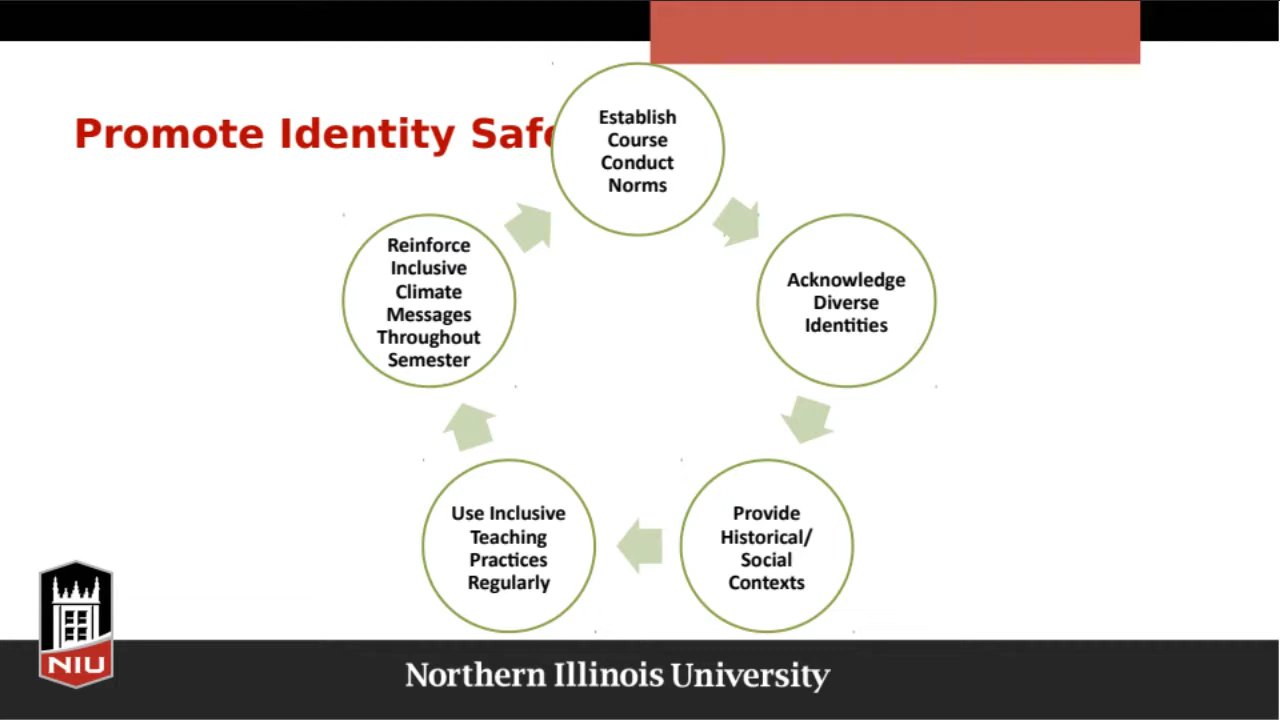 Promote Identity Safe
Establish
Course
Conduct
Norms
Acknowledge
Diverse
Identities
Provide
Historical/
Social
Contexts
Use Inclusive
Teaching
Practices
Regularly
Reinforce
Inclusive
Climate
Messages
Throughout
Semester
NIU
Northern Illinois University